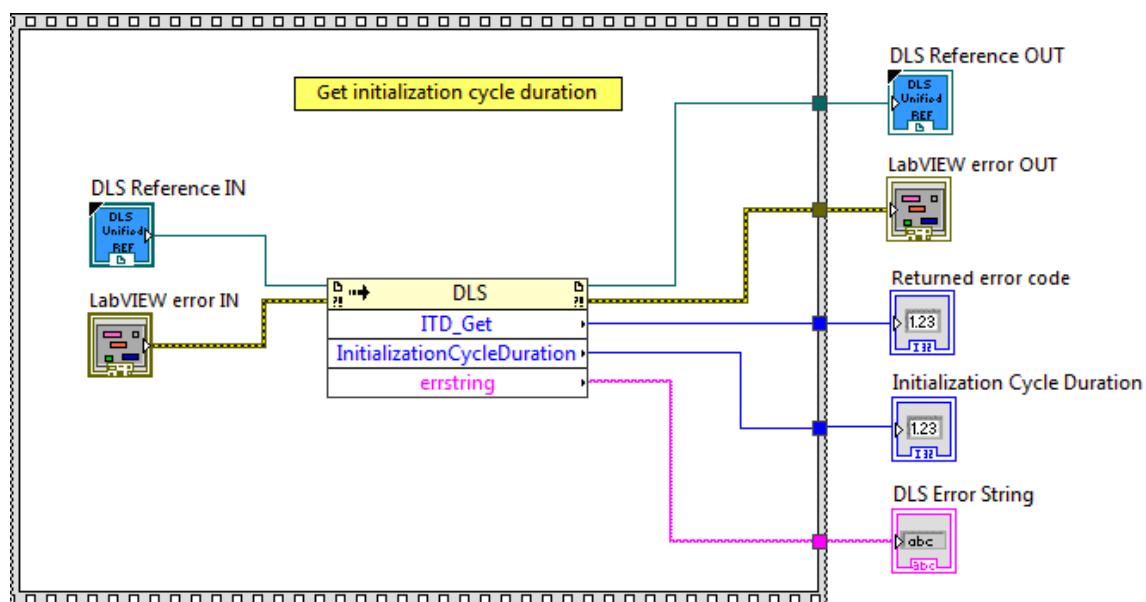 DLS Reference OUT
DLS
Unified
REF
Get initialization cycle duration
LabVIEW error OUT
DLS Reference IN
DLS
Unified
REF
LabVIEW error IN
DLS
ITD_Get
InitializationCycleDuration
errstring
Returned error code
1.23
I32
Initialization Cycle Duration
1.23
I32
DLS Error String
abc
abc